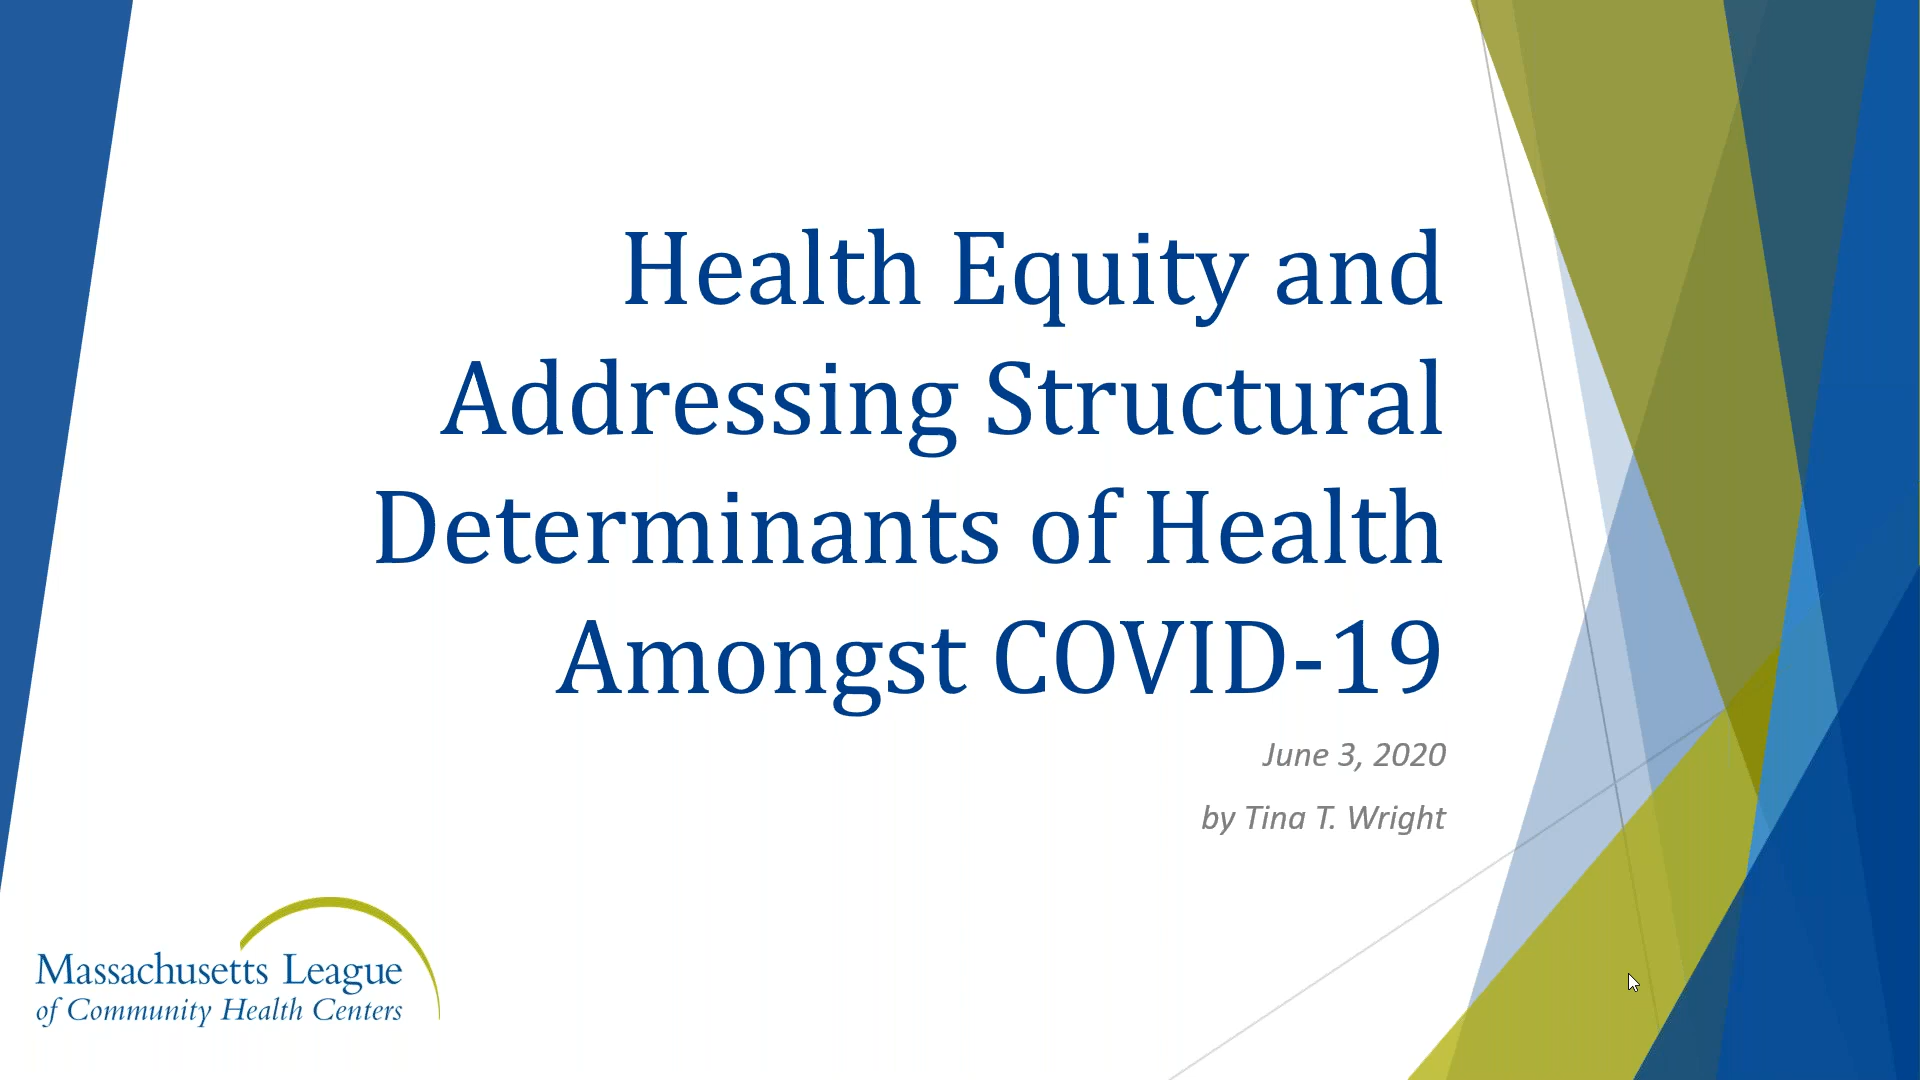 Health Equity and
Addressing Structural
Determinants of Health
Amongst COVID-19
June 3, 2020
by Tina T. Wright
Massachusetts League
of Community Health Centers